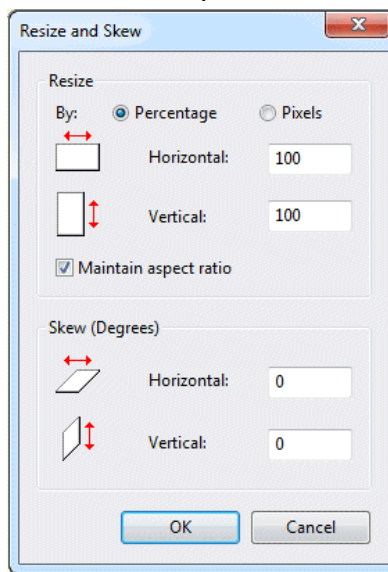 Resize and Skew
Resize
By: Percentage Pixels
Horizontal: 100
Vertical: 100
Maintain aspect ratio
Skew (Degrees)
Horizontal: 0
Vertical: 0
OK Cancel